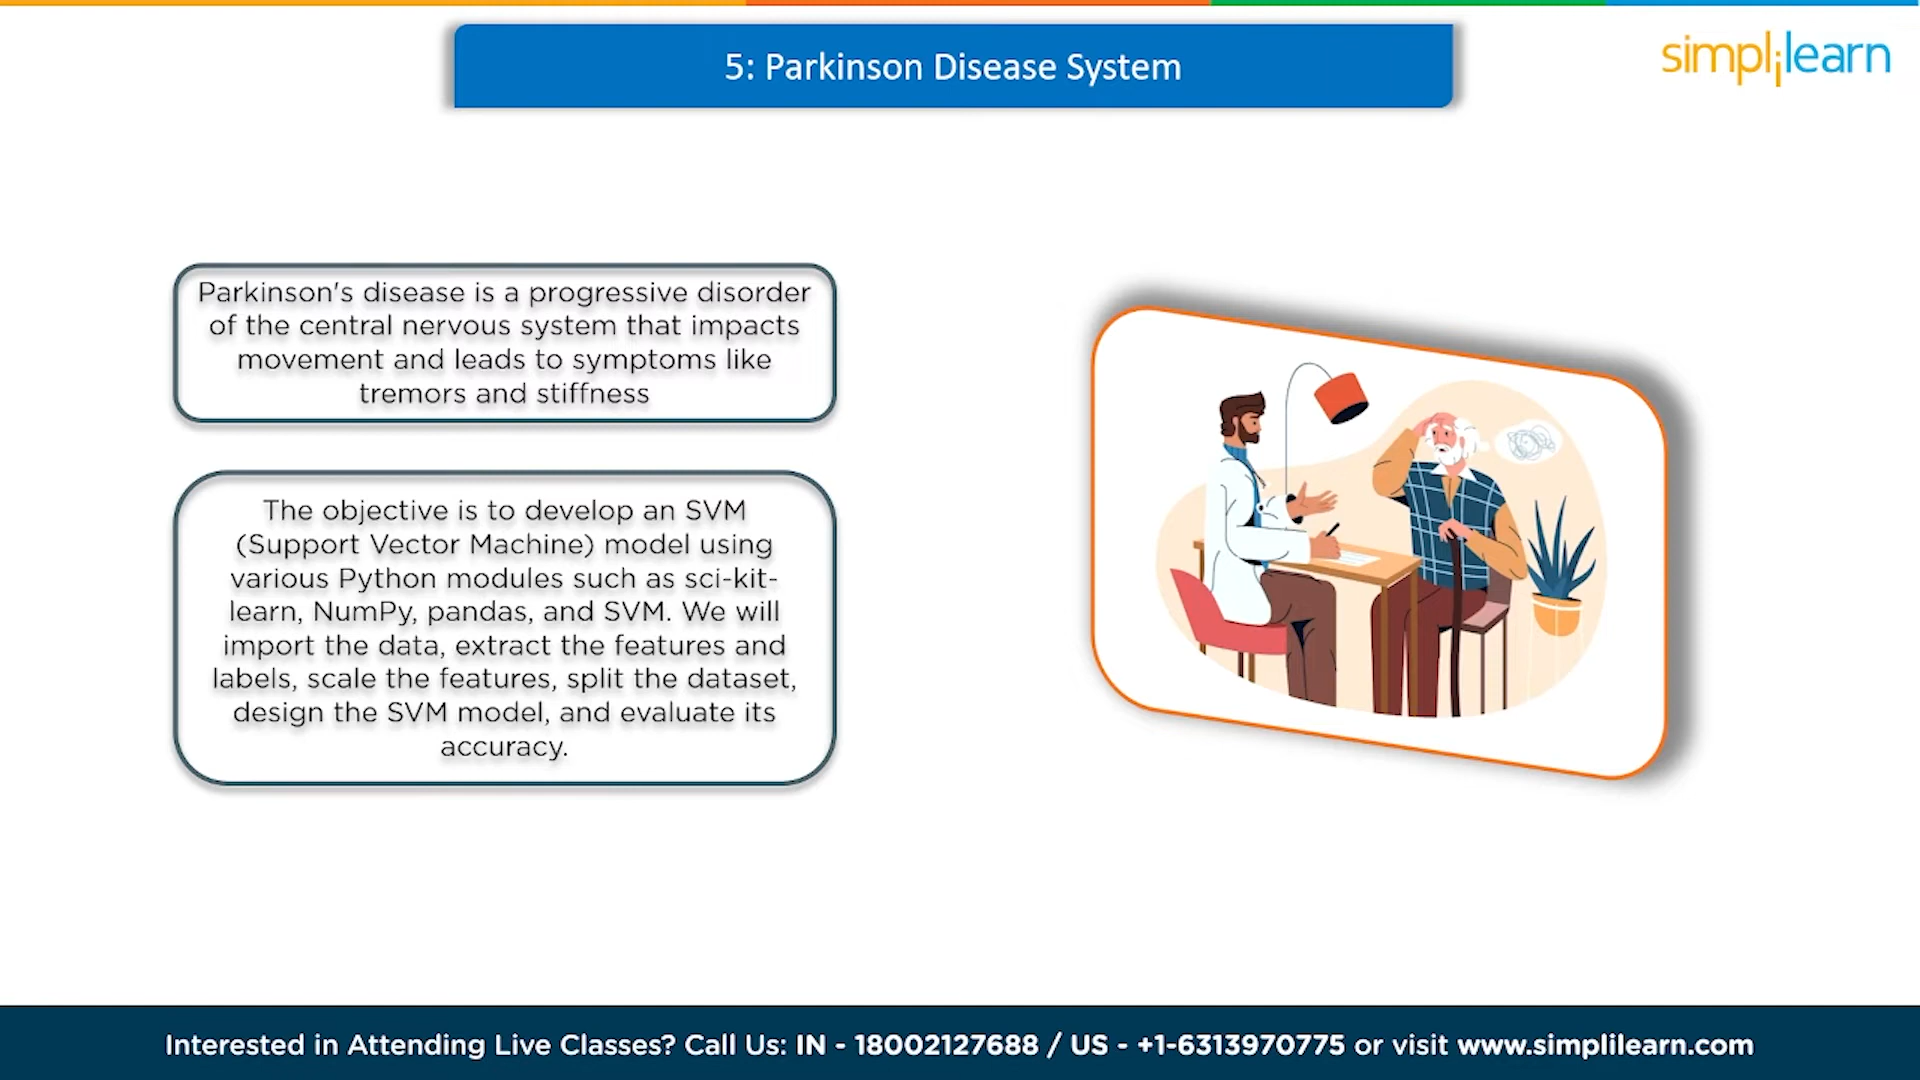 5: Parkinson Disease System
simplilearn
Parkinson's disease is a progressive disorder
of the central nervous system that impacts
movement and leads to symptoms like
tremors and stiffness
The objective is to develop an SVM
(Support Vector Machine) model using
various Python modules such as sci-kit-
learn, NumPy, pandas, and SVM. We will
import the data, extract the features and
labels, scale the features, split the dataset,
design the SVM model, and evaluate its
accuracy.
Interested in Attending Live Classes? Call Us: IN - 18002127688 / US - +1-6313970775 or visit www.simplilearn.com